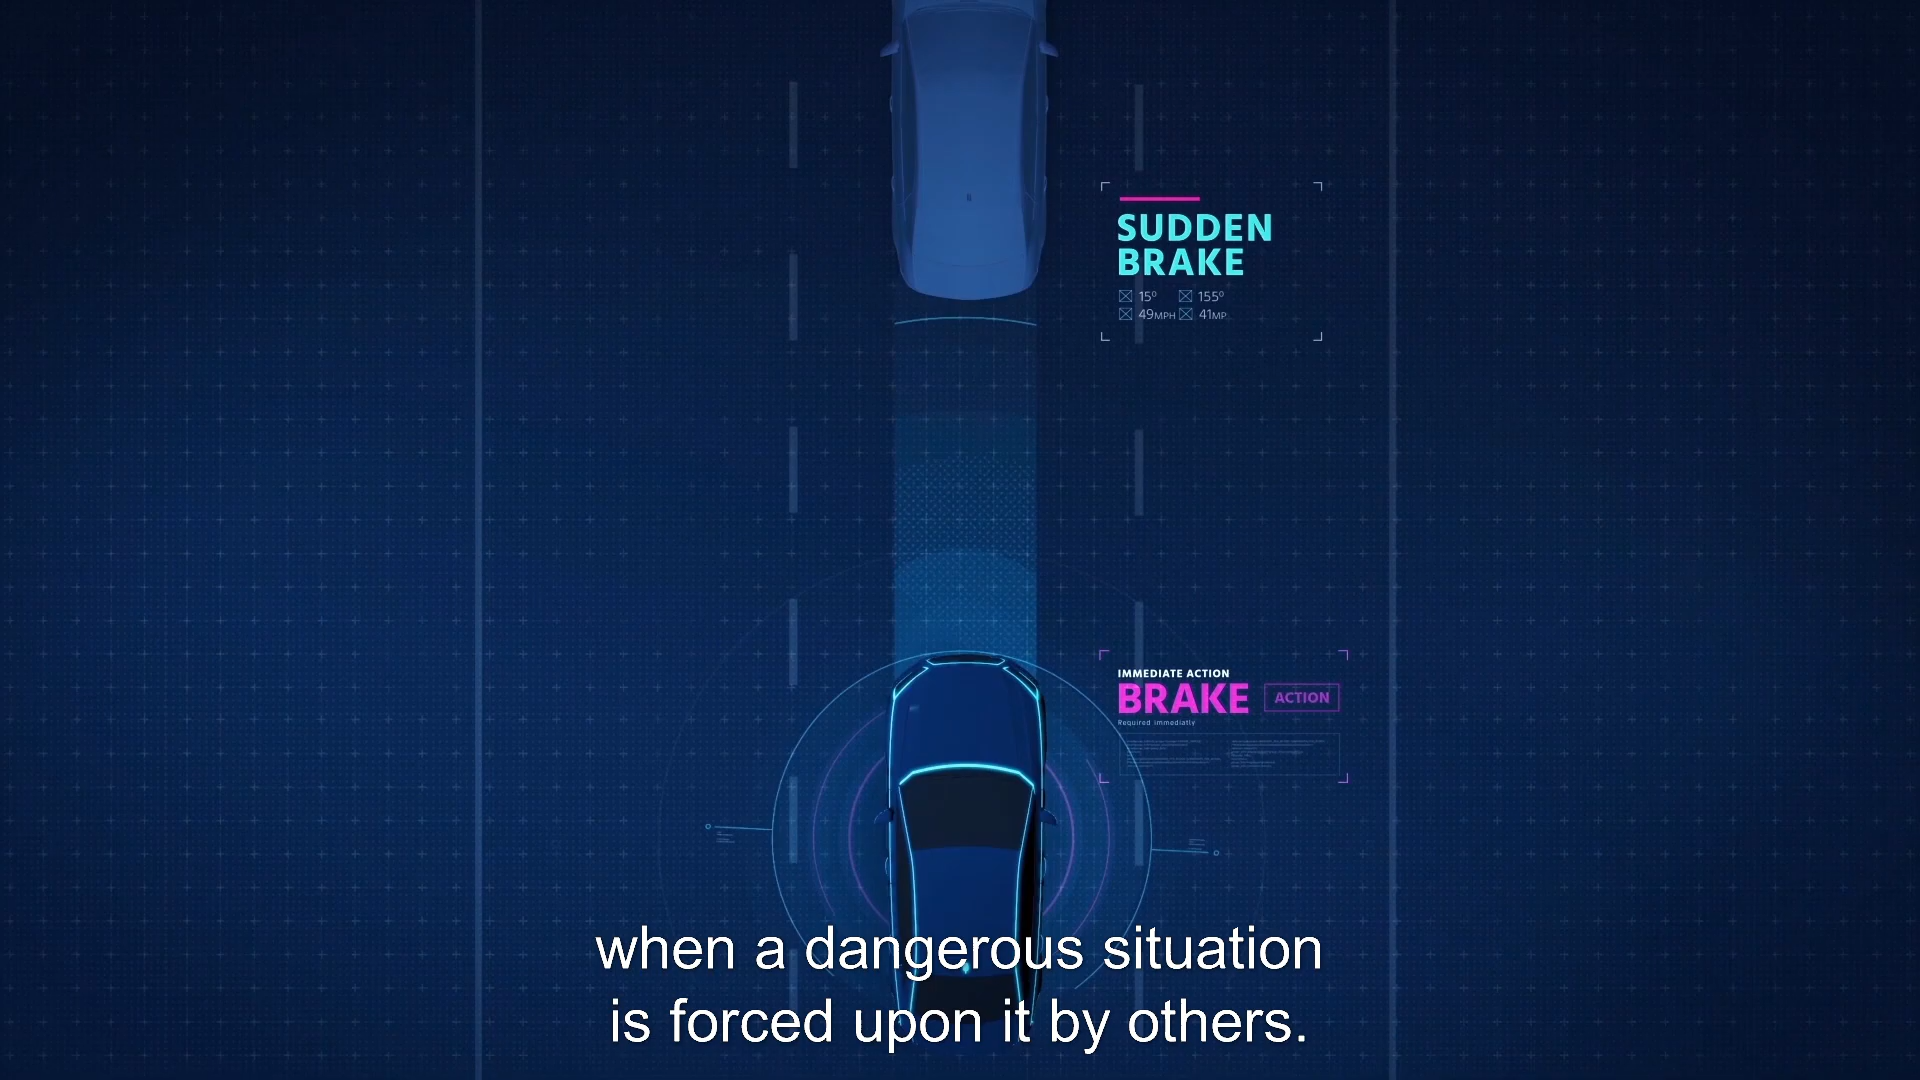 SUDDEN
BRAKE
15º 155º
49MPH 41MP
IMMEDIATE ACTION
BRAKE ACTION
Required immediatly
when a dangerous situation
is forced upon it by others.